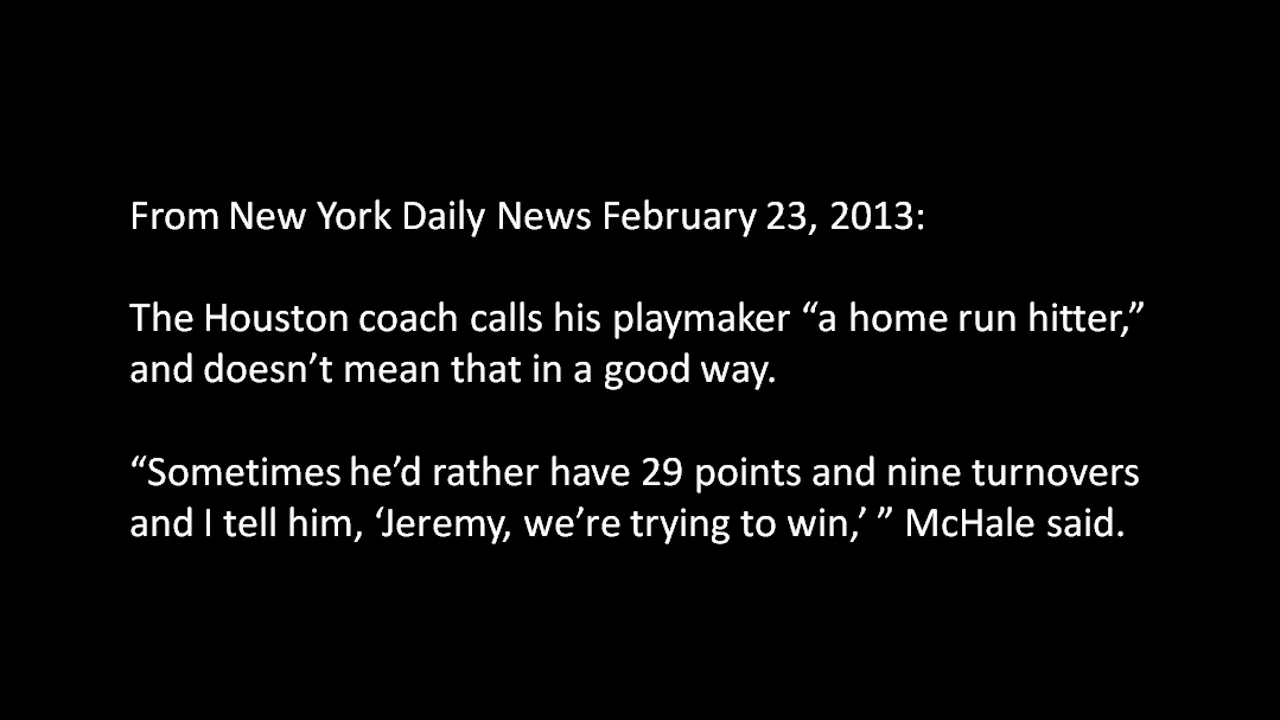 From New York Daily News February 23, 2013:
The Houston coach calls his playmaker “a home run hitter,”
and doesn’t mean that in a good way.
“Sometimes he’d rather have 29 points and nine turnovers
and I tell him, ‘Jeremy, we’re trying to win,’ ” McHale said.